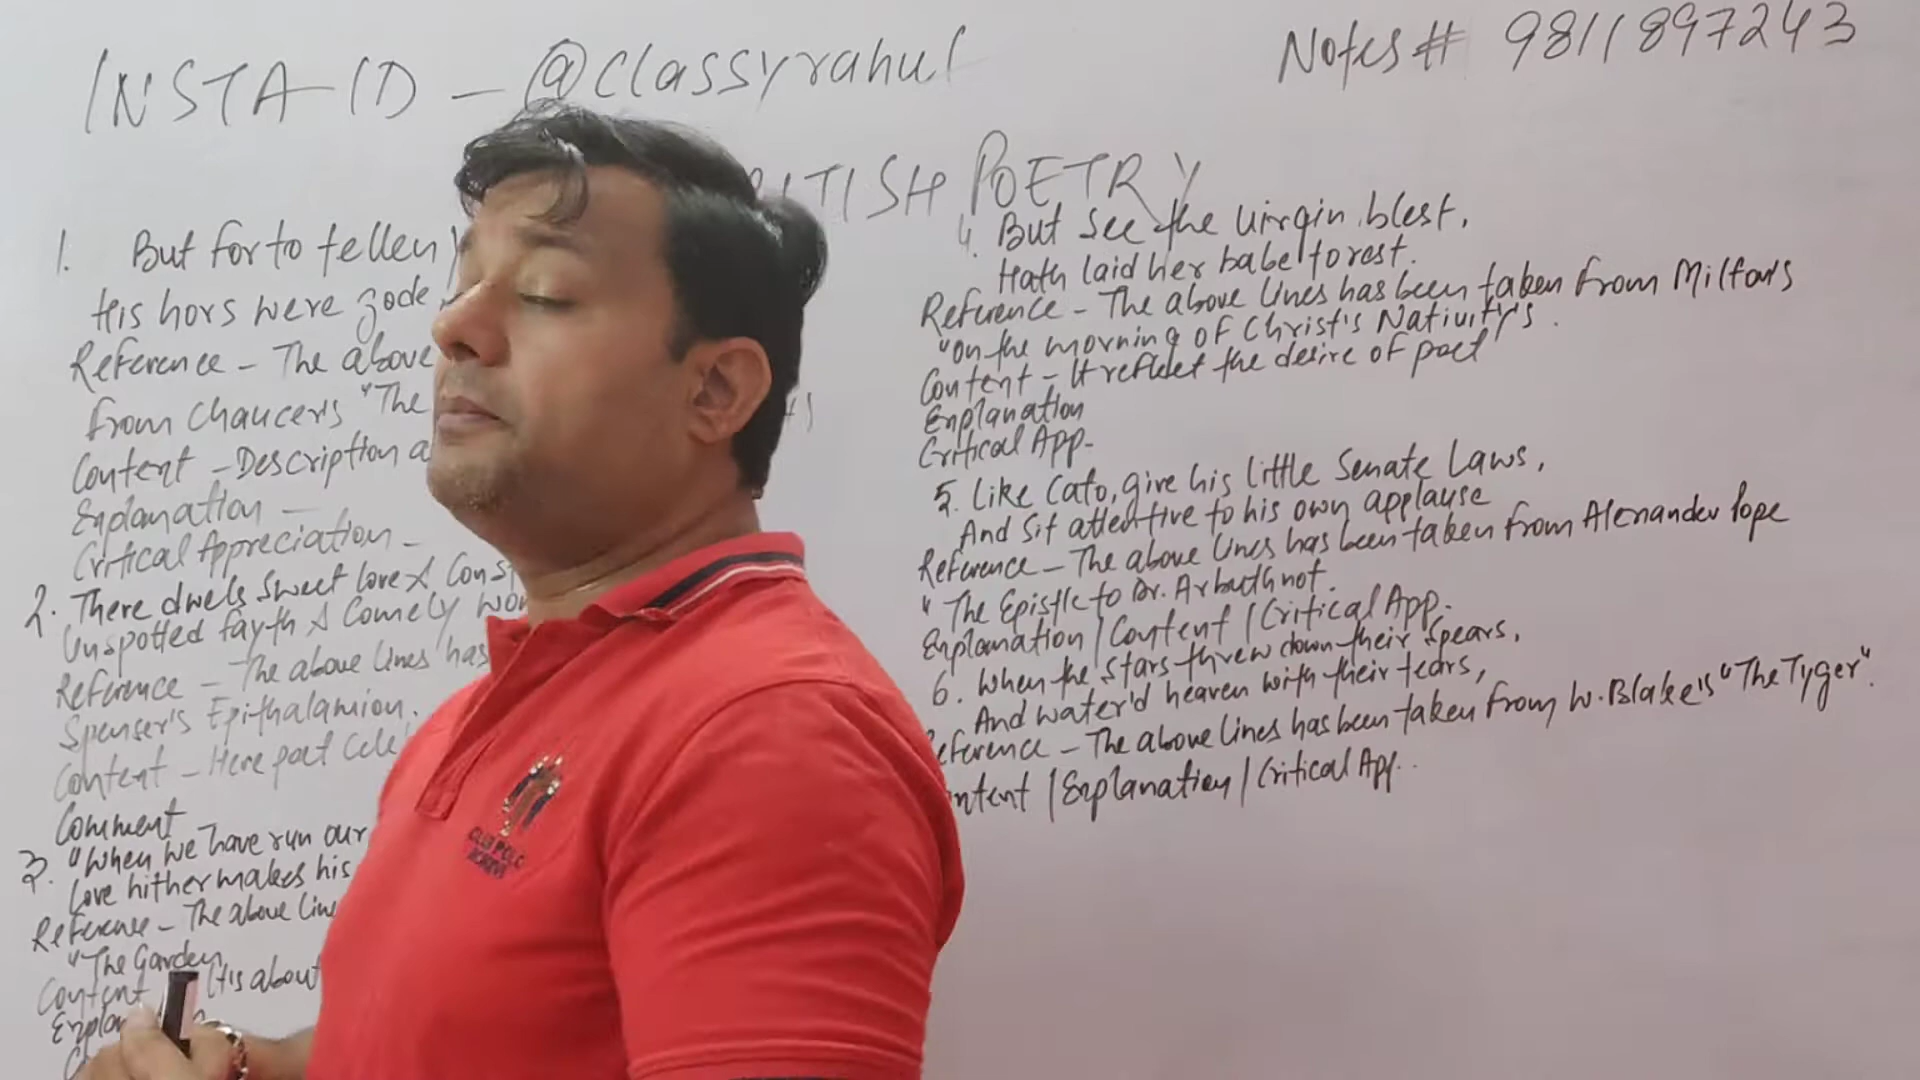 INSTA ID - @classyrahul
Notes # 9811897243
ITISH POETRY
1. But for to tellen
His hors were gode,
Reference - The above
From Chaucer's "The
Content - Description a
Explanation -
Critical Appreciation -
2. There dwels sweet love & Const
Unspotted fayth & Comely wo
Reference - The above lines has
Spenser's Epithalamion.
Content - Here poet Cele
Comment
3. "When we have run our
Love hither makes his
Reference - The above line
"The Garden
Content It is about
Explan
4. But see the virgin blest,
Hath laid her babe to rest.
Reference - The above lines has been taken from Milton's
"On the morning of Christ's Nativity's.
Content - It reflect the desire of poet
Explanation
Critical App-
5. Like Cato, give his little Senate Laws,
And sit attentive to his own applause
Reference - The above lines has been taken from Alexander Pope
"The Epistle to Dr. Arbuthnot.
Explanation | Content | Critical App.
6. When the stars threw down their spears,
And water'd heaven with their tears,
eference - The above lines has been taken from W. Blake's "The Tyger".
ntent | Explanation | Critical App..